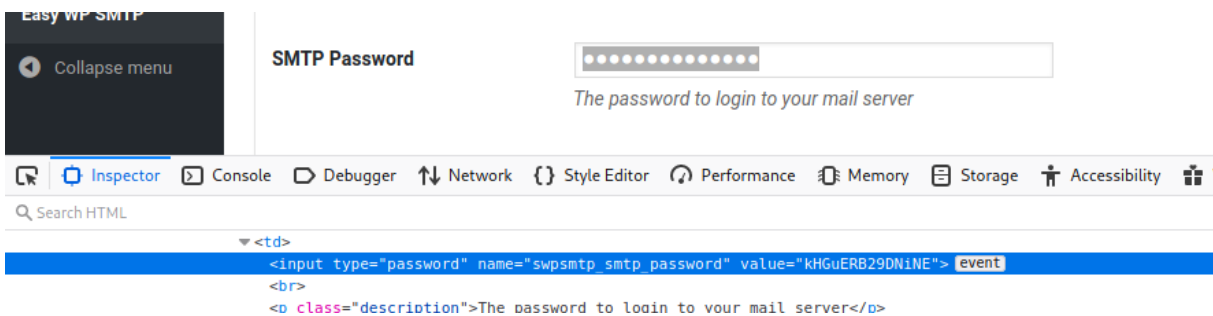 Easy WP SMTP
Collapse menu
SMTP Password
••••••••••••••
The password to login to your mail server
Inspector Console Debugger Network Style Editor Performance Memory Storage Accessibility
Search HTML
<td>
<input type="password" name="swpsmtp_smtp_password" value="kHGuERB29DNiNE"> event
<br>
<p class="description">The password to login to your mail server</p>